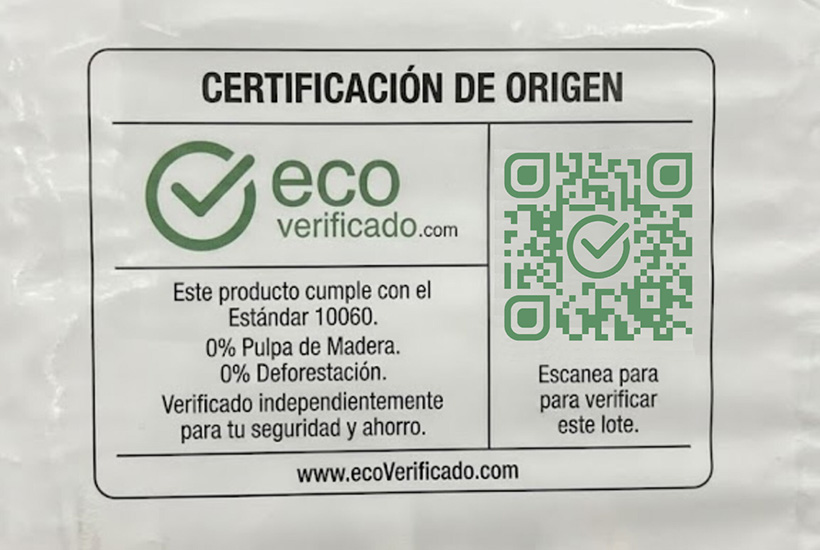 CERTIFICACIÓN DE ORIGEN
eco
verificado.com
Este producto cumple con el
Estándar 10060.
0% Pulpa de Madera.
0% Deforestación.
Verificado independientemente
para tu seguridad y ahorro.
Escanea para
para verificar
este lote.
www.ecoVerificado.com